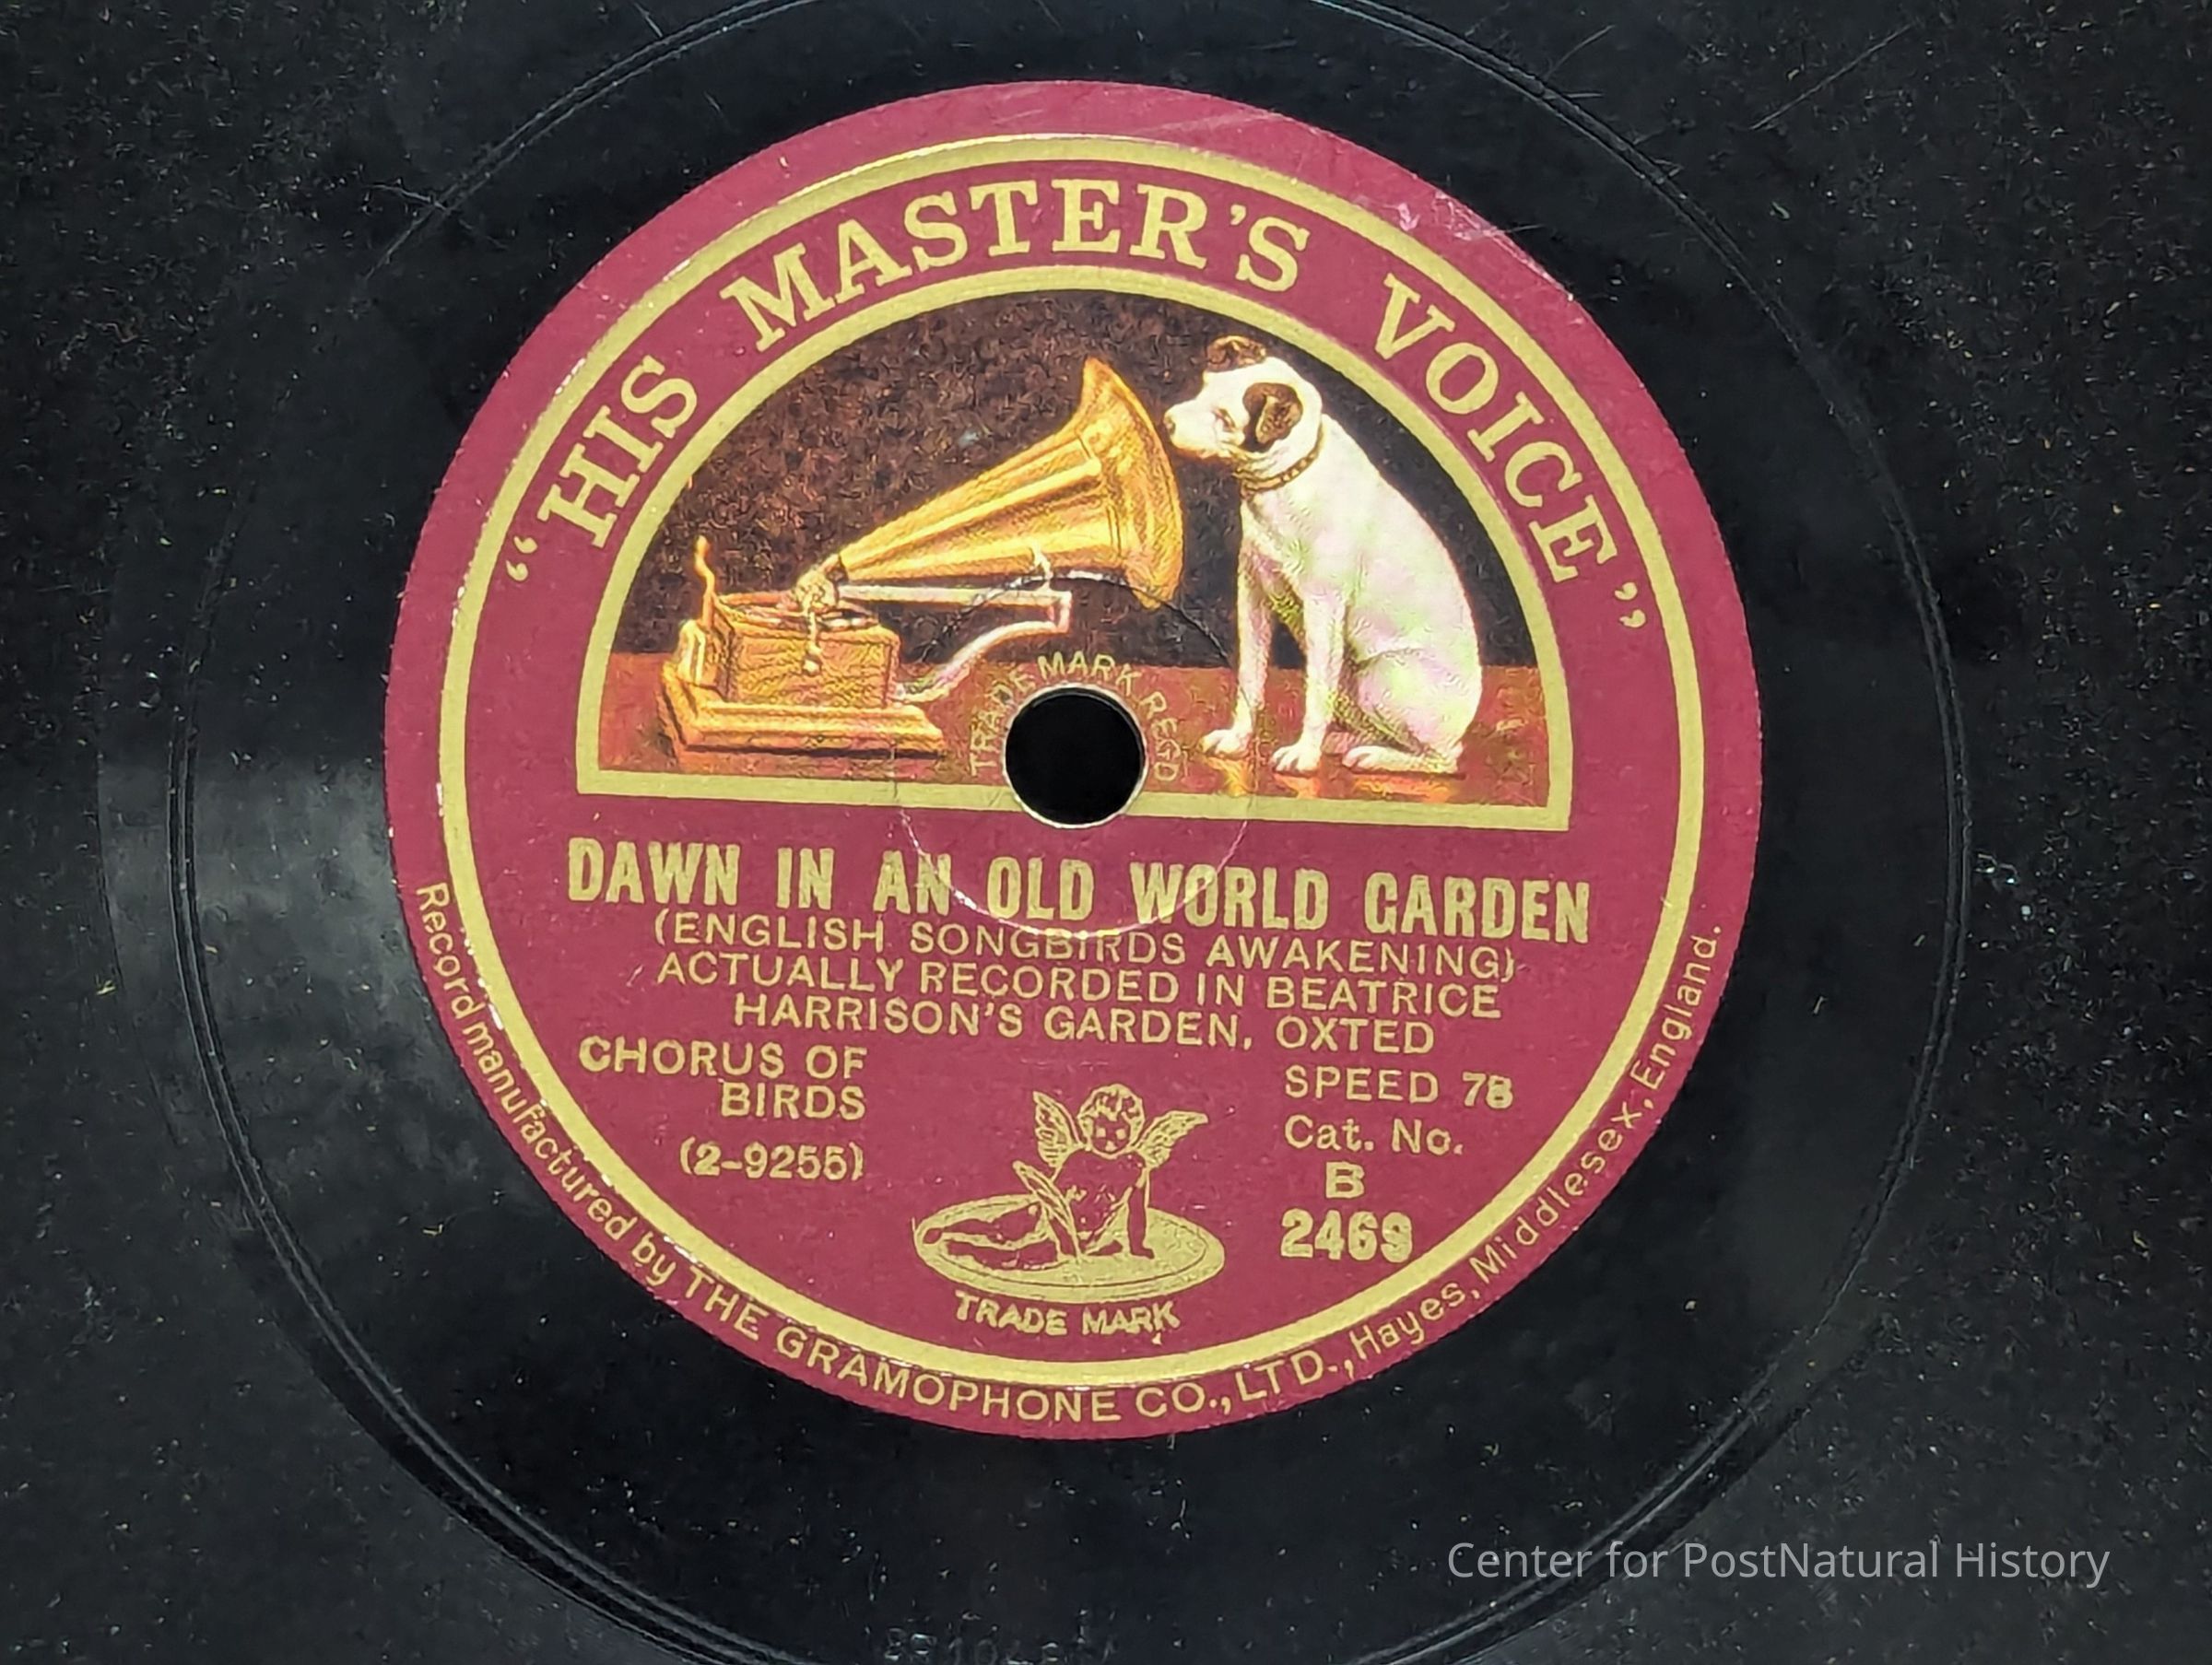 “HIS MASTER'S VOICE”
TRADE MARK REGD
DAWN IN AN OLD WORLD GARDEN
(ENGLISH SONGBIRDS AWAKENING)
ACTUALLY RECORDED IN BEATRICE
HARRISON'S GARDEN, OXTED
CHORUS OF
BIRDS
(2-9255)
SPEED 78
Cat. No.
B
2469
TRADE MARK
Record manufactured by THE GRAMOPHONE CO., LTD., Hayes, Middlesex, England.
Center for PostNatural History